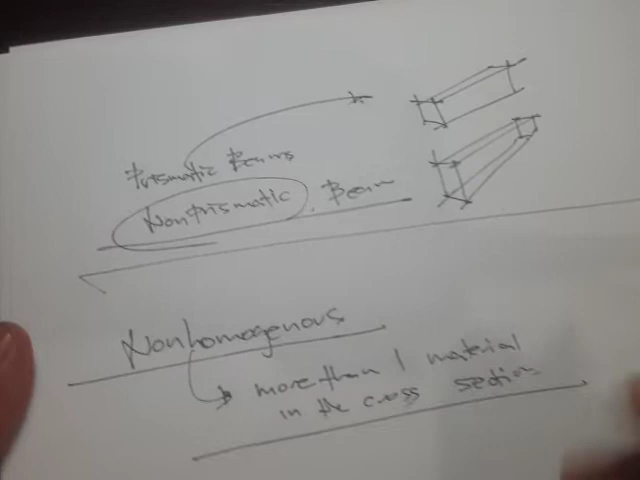 Prismatic Beams
Nonprismatic. Beam
Nonhomogenous
more than 1 material
in the cross section